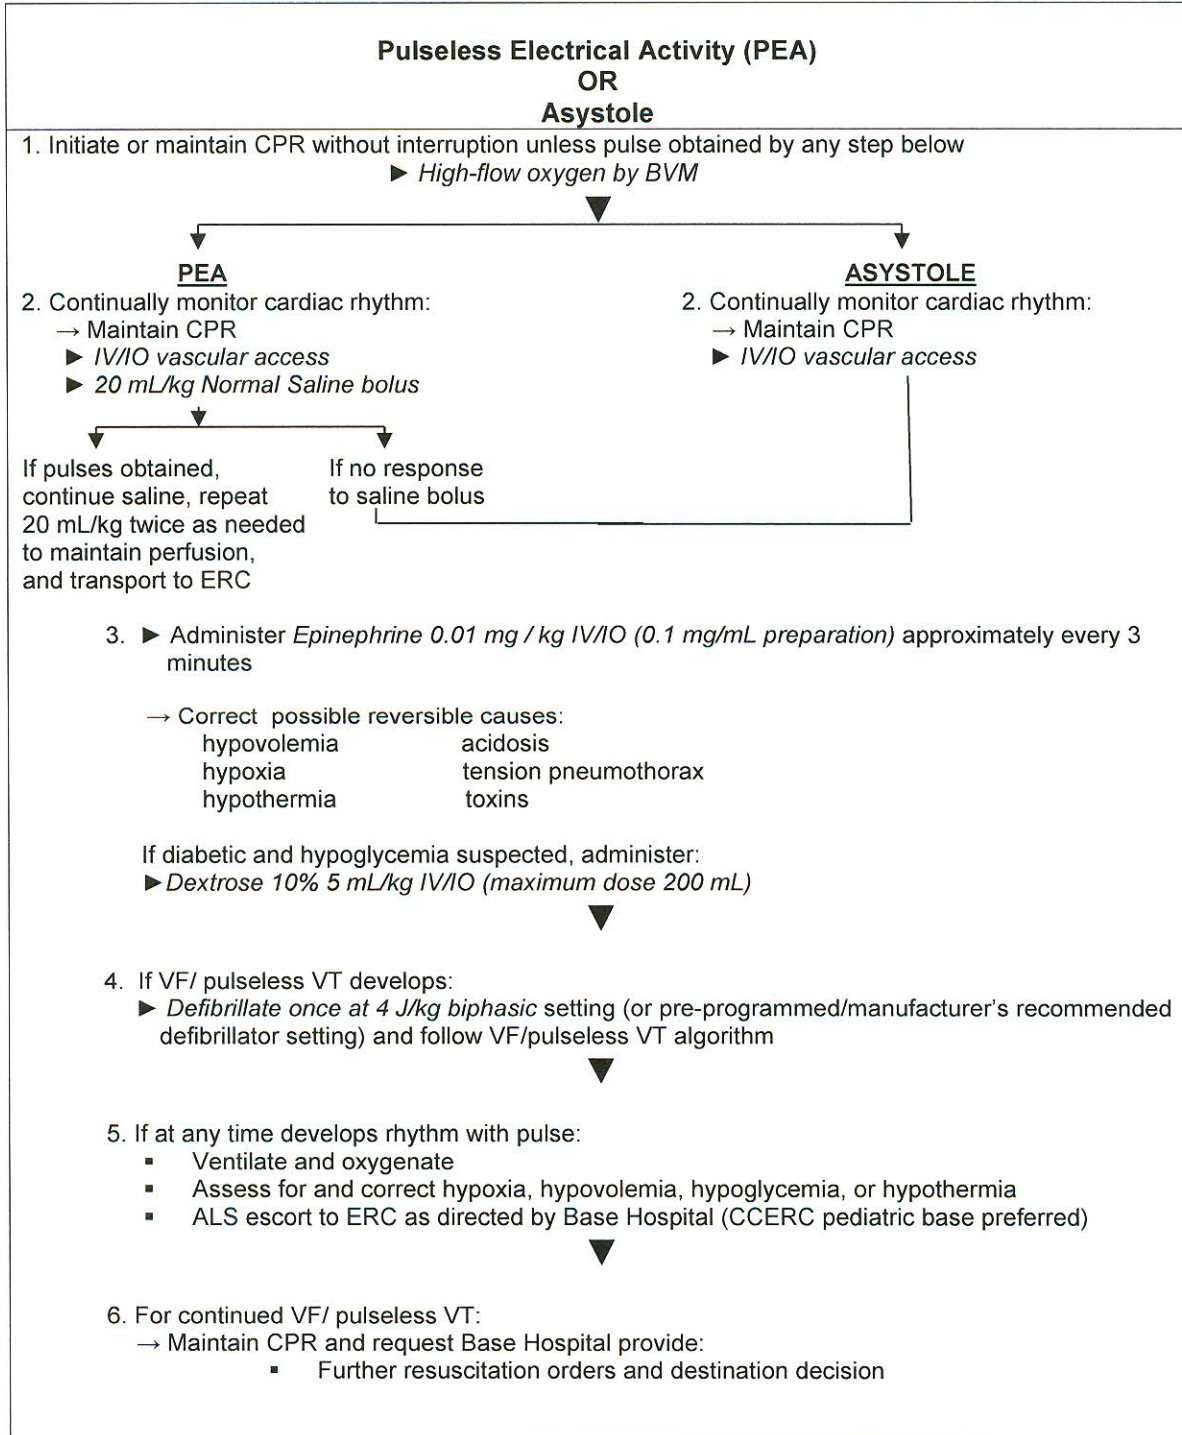 Pulseless Electrical Activity (PEA)
OR
Asystole
1. Initiate or maintain CPR without interruption unless pulse obtained by any step below
► High-flow oxygen by BVM
PEA
2. Continually monitor cardiac rhythm:
→ Maintain CPR
► IV/IO vascular access
► 20 mL/kg Normal Saline bolus
If pulses obtained,
continue saline, repeat
20 mL/kg twice as needed
to maintain perfusion,
and transport to ERC
If no response
to saline bolus
ASYSTOLE
2. Continually monitor cardiac rhythm:
→ Maintain CPR
► IV/IO vascular access
3. ► Administer Epinephrine 0.01 mg / kg IV/IO (0.1 mg/mL preparation) approximately every 3
minutes
→ Correct possible reversible causes:
hypovolemia acidosis
hypoxia tension pneumothorax
hypothermia toxins
If diabetic and hypoglycemia suspected, administer:
►Dextrose 10% 5 mL/kg IV/IO (maximum dose 200 mL)
4. If VF/ pulseless VT develops:
► Defibrillate once at 4 J/kg biphasic setting (or pre-programmed/manufacturer's recommended
defibrillator setting) and follow VF/pulseless VT algorithm
5. If at any time develops rhythm with pulse:
▪ Ventilate and oxygenate
▪ Assess for and correct hypoxia, hypovolemia, hypoglycemia, or hypothermia
▪ ALS escort to ERC as directed by Base Hospital (CCERC pediatric base preferred)
6. For continued VF/ pulseless VT:
→ Maintain CPR and request Base Hospital provide:
▪ Further resuscitation orders and destination decision